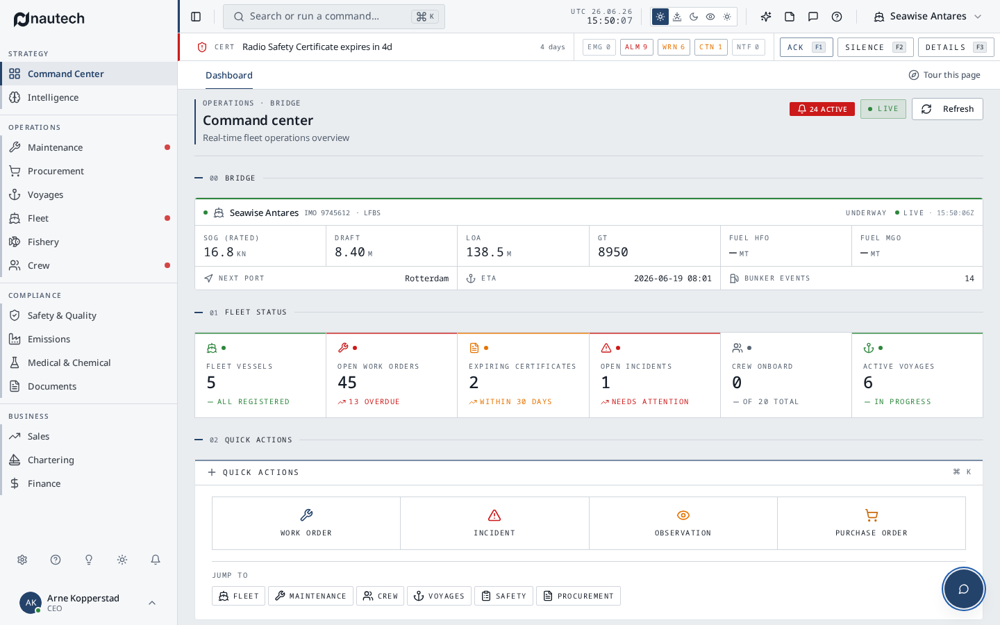 nautech
STRATEGY
Command Center
Intelligence
OPERATIONS
Maintenance
Procurement
Voyages
Fleet
Fishery
Crew
COMPLIANCE
Safety & Quality
Emissions
Medical & Chemical
Documents
BUSINESS
Sales
Chartering
Finance
AK
Arne Kopperstad
CEO
Search or run a command...
⌘ K
UTC 26.06.26
15:50:07
Seawise Antares
CERT Radio Safety Certificate expires in 4d
4 days
EMG 0
ALM 9
WRN 6
CTN 1
NTF 0
ACK F1
SILENCE F2
DETAILS F3
Dashboard
Tour this page
OPERATIONS · BRIDGE
Command center
Real-time fleet operations overview
24 ACTIVE
LIVE
Refresh
00 BRIDGE
Seawise Antares IMO 9745612 · LFBS
UNDERWAY LIVE · 15:50:06Z
SOG (RATED)
16.8 KN
DRAFT
8.40 M
LOA
138.5 M
GT
8950
FUEL HFO
— MT
FUEL MGO
— MT
NEXT PORT Rotterdam
ETA 2026-06-19 08:01
BUNKER EVENTS 14
01 FLEET STATUS
FLEET VESSELS
5
— ALL REGISTERED
OPEN WORK ORDERS
45
13 OVERDUE
EXPIRING CERTIFICATES
2
WITHIN 30 DAYS
OPEN INCIDENTS
1
NEEDS ATTENTION
CREW ONBOARD
0
— OF 20 TOTAL
ACTIVE VOYAGES
6
— IN PROGRESS
02 QUICK ACTIONS
QUICK ACTIONS
⌘ K
WORK ORDER
INCIDENT
OBSERVATION
PURCHASE ORDER
JUMP TO
FLEET
MAINTENANCE
CREW
VOYAGES
SAFETY
PROCUREMENT